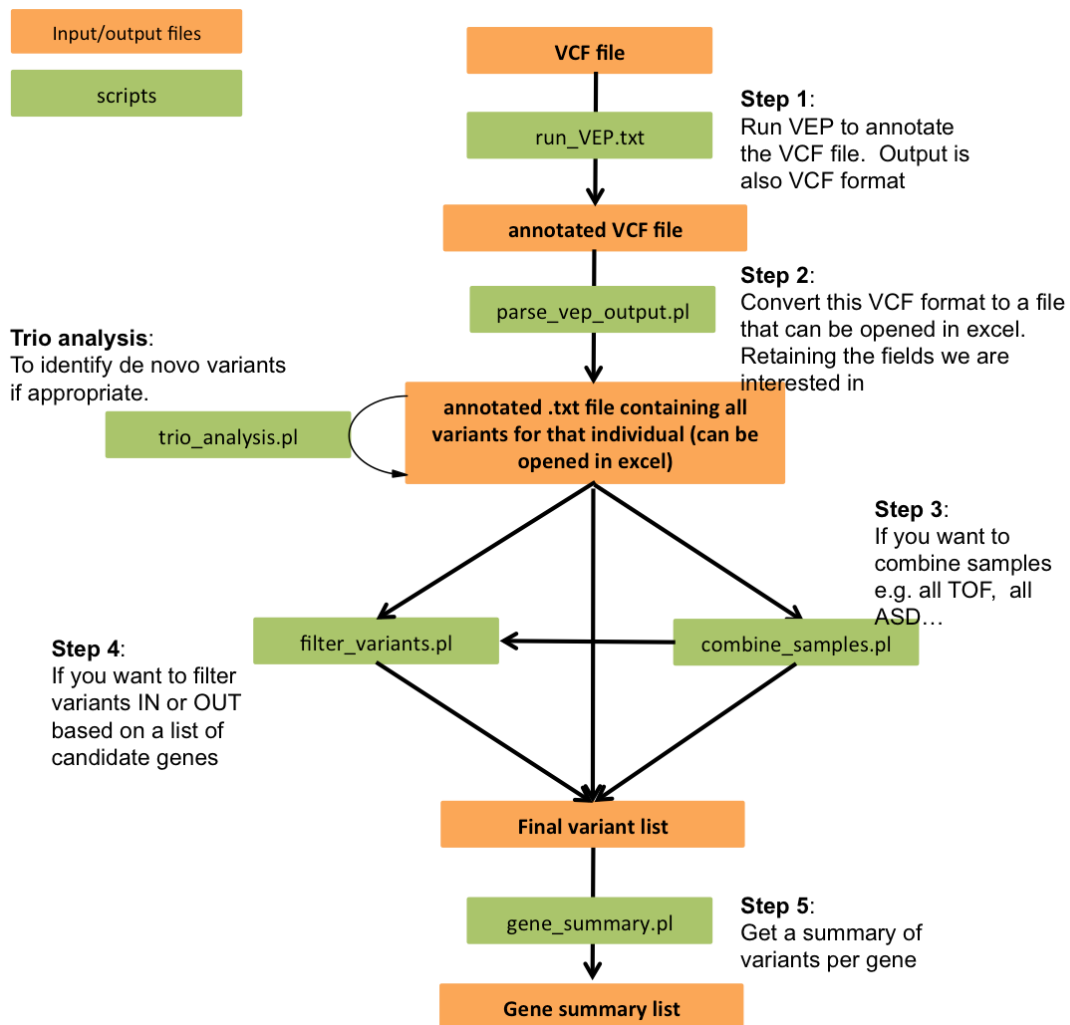 Input/output files
scripts
VCF file
run_VEP.txt
Step 1:
Run VEP to annotate
the VCF file.  Output is
also VCF format
annotated VCF file
parse_vep_output.pl
Step 2:
Convert this VCF format to a file
that can be opened in excel.
Retaining the fields we are
interested in
Trio analysis:
To identify de novo variants
if appropriate.
trio_analysis.pl
annotated .txt file containing all
variants for that individual (can be
opened in excel)
Step 3:
If you want to
combine samples
e.g. all TOF,  all
ASD…
filter_variants.pl
combine_samples.pl
Step 4:
If you want to filter
variants IN or OUT
based on a list of
candidate genes
Final variant list
gene_summary.pl
Step 5:
Get a summary of
variants per gene
Gene summary list